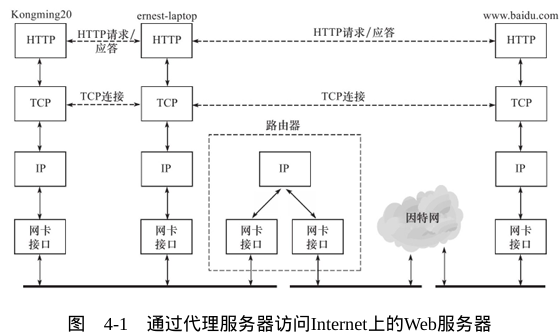 Kongming20
ernest-laptop
www.baidu.com
HTTP
HTTP请求/
应答
HTTP
HTTP请求/应答
HTTP
TCP
TCP连接
TCP
TCP连接
TCP
路由器
IP
IP
IP
IP
因特网
网卡
接口
网卡
接口
网卡
接口
网卡
接口
网卡
接口
图 4-1 通过代理服务器访问Internet上的Web服务器